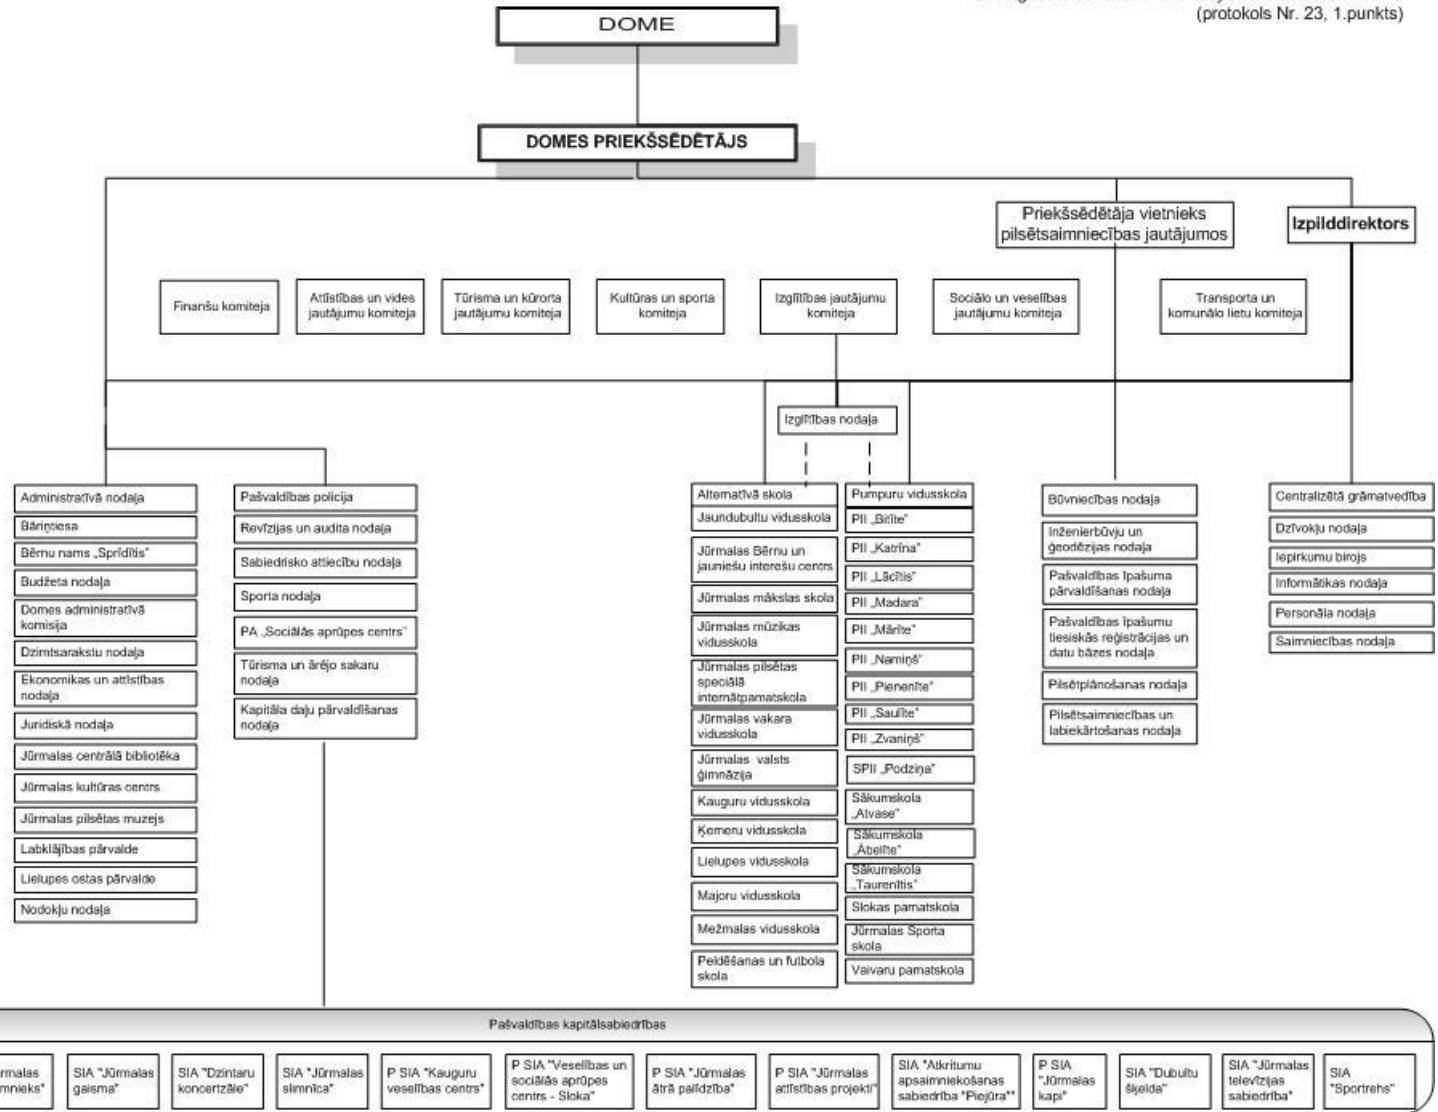 (protokols Nr. 23, 1.punkts)
DOME
DOMES PRIEKŠSĒDĒTĀJS
Priekšsēdētāja vietnieks
pilsētsaimniecības jautājumos
Izpilddirektors
Finanšu komiteja
Attīstības un vides
jautājumu komiteja
Tūrisma un kūrorta
jautājumu komiteja
Kultūras un sporta
komiteja
Izglītības jautājumu
komiteja
Sociālo un veselības
jautājumu komiteja
Transporta un
komunālo lietu komiteja
Izglītības nodaļa
Administratīvā nodaļa
Bāriņtiesa
Bērnu nams „Sprīdītis"
Budžeta nodaļa
Domes administratīvā
komisija
Dzimtsarakstu nodaļa
Ekonomikas un attīstības
nodaļa
Juridiskā nodaļa
Jūrmalas centrālā bibliotēka
Jūrmalas kultūras centrs
Jūrmalas pilsētas muzejs
Labklājības pārvalde
Lielupes ostas pārvalde
Nodokļu nodaļa
Pašvaldības policija
Revīzijas un audita nodaļa
Sabiedrisko attiecību nodaļa
Sporta nodaļa
PA „Sociālās aprūpes centrs"
Tūrisma un ārējo sakaru
nodaļa
Kapitāla daļu pārvaldīšanas
nodaļa
Alternatīvā skola
Jaundubultu vidusskola
Jūrmalas Bērnu un
jauniešu interešu centrs
Jūrmalas mākslas skola
Jūrmalas mūzikas
vidusskola
Jūrmalas pilsētas
speciālā
internātpamatskola
Jūrmalas vakara
vidusskola
Jūrmalas valsts
ģimnāzija
Kauguru vidusskola
Ķemeru vidusskola
Lielupes vidusskola
Majoru vidusskola
Mežmalas vidusskola
Peldēšanas un futbola
skola
Pumpuru vidusskola
PII „Bitīte"
PII „Katrīna"
PII „Lācītis"
PII „Madara"
PII „Mārīte"
PII „Namiņš"
PII „Pienenīte"
PII „Saulīte"
PII „Zvaniņš"
SPII „Podziņa"
Sākumskola
„Atvase"
Sākumskola
„Ābelīte"
Sākumskola
„Taurenītis"
Slokas pamatskola
Jūrmalas Sporta
skola
Vaivaru pamatskola
Būvniecības nodaļa
Inženierbūvju un
ģeodēzijas nodaļa
Pašvaldības īpašuma
pārvaldīšanas nodaļa
Pašvaldības īpašumu
tiesiskās reģistrācijas un
datu bāzes nodaļa
Pilsētplānošanas nodaļa
Pilsētsaimniecības un
labiekārtošanas nodaļa
Centralizētā grāmatvedība
Dzīvokļu nodaļa
Iepirkumu birojs
Informātikas nodaļa
Personāla nodaļa
Saimniecības nodaļa
Pašvaldības kapitālsabiedrības
SIA "Jūrmalas
gaisma"
SIA "Dzintaru
koncertzāle"
SIA "Jūrmalas
slimnīca"
P SIA "Kauguru
veselības centrs"
P SIA "Veselības un
sociālās aprūpes
centrs - Sloka"
P SIA "Jūrmalas
ātrā palīdzība"
P SIA "Jūrmalas
attīstības projekti"
SIA "Atkritumu
apsaimniekošanas
sabiedrība "Piejūra""
P SIA
"Jūrmalas
kapi"
SIA "Dubultu
šķelda"
SIA "Jūrmalas
televīzijas
sabiedrība"
SIA
"Sportrehs"